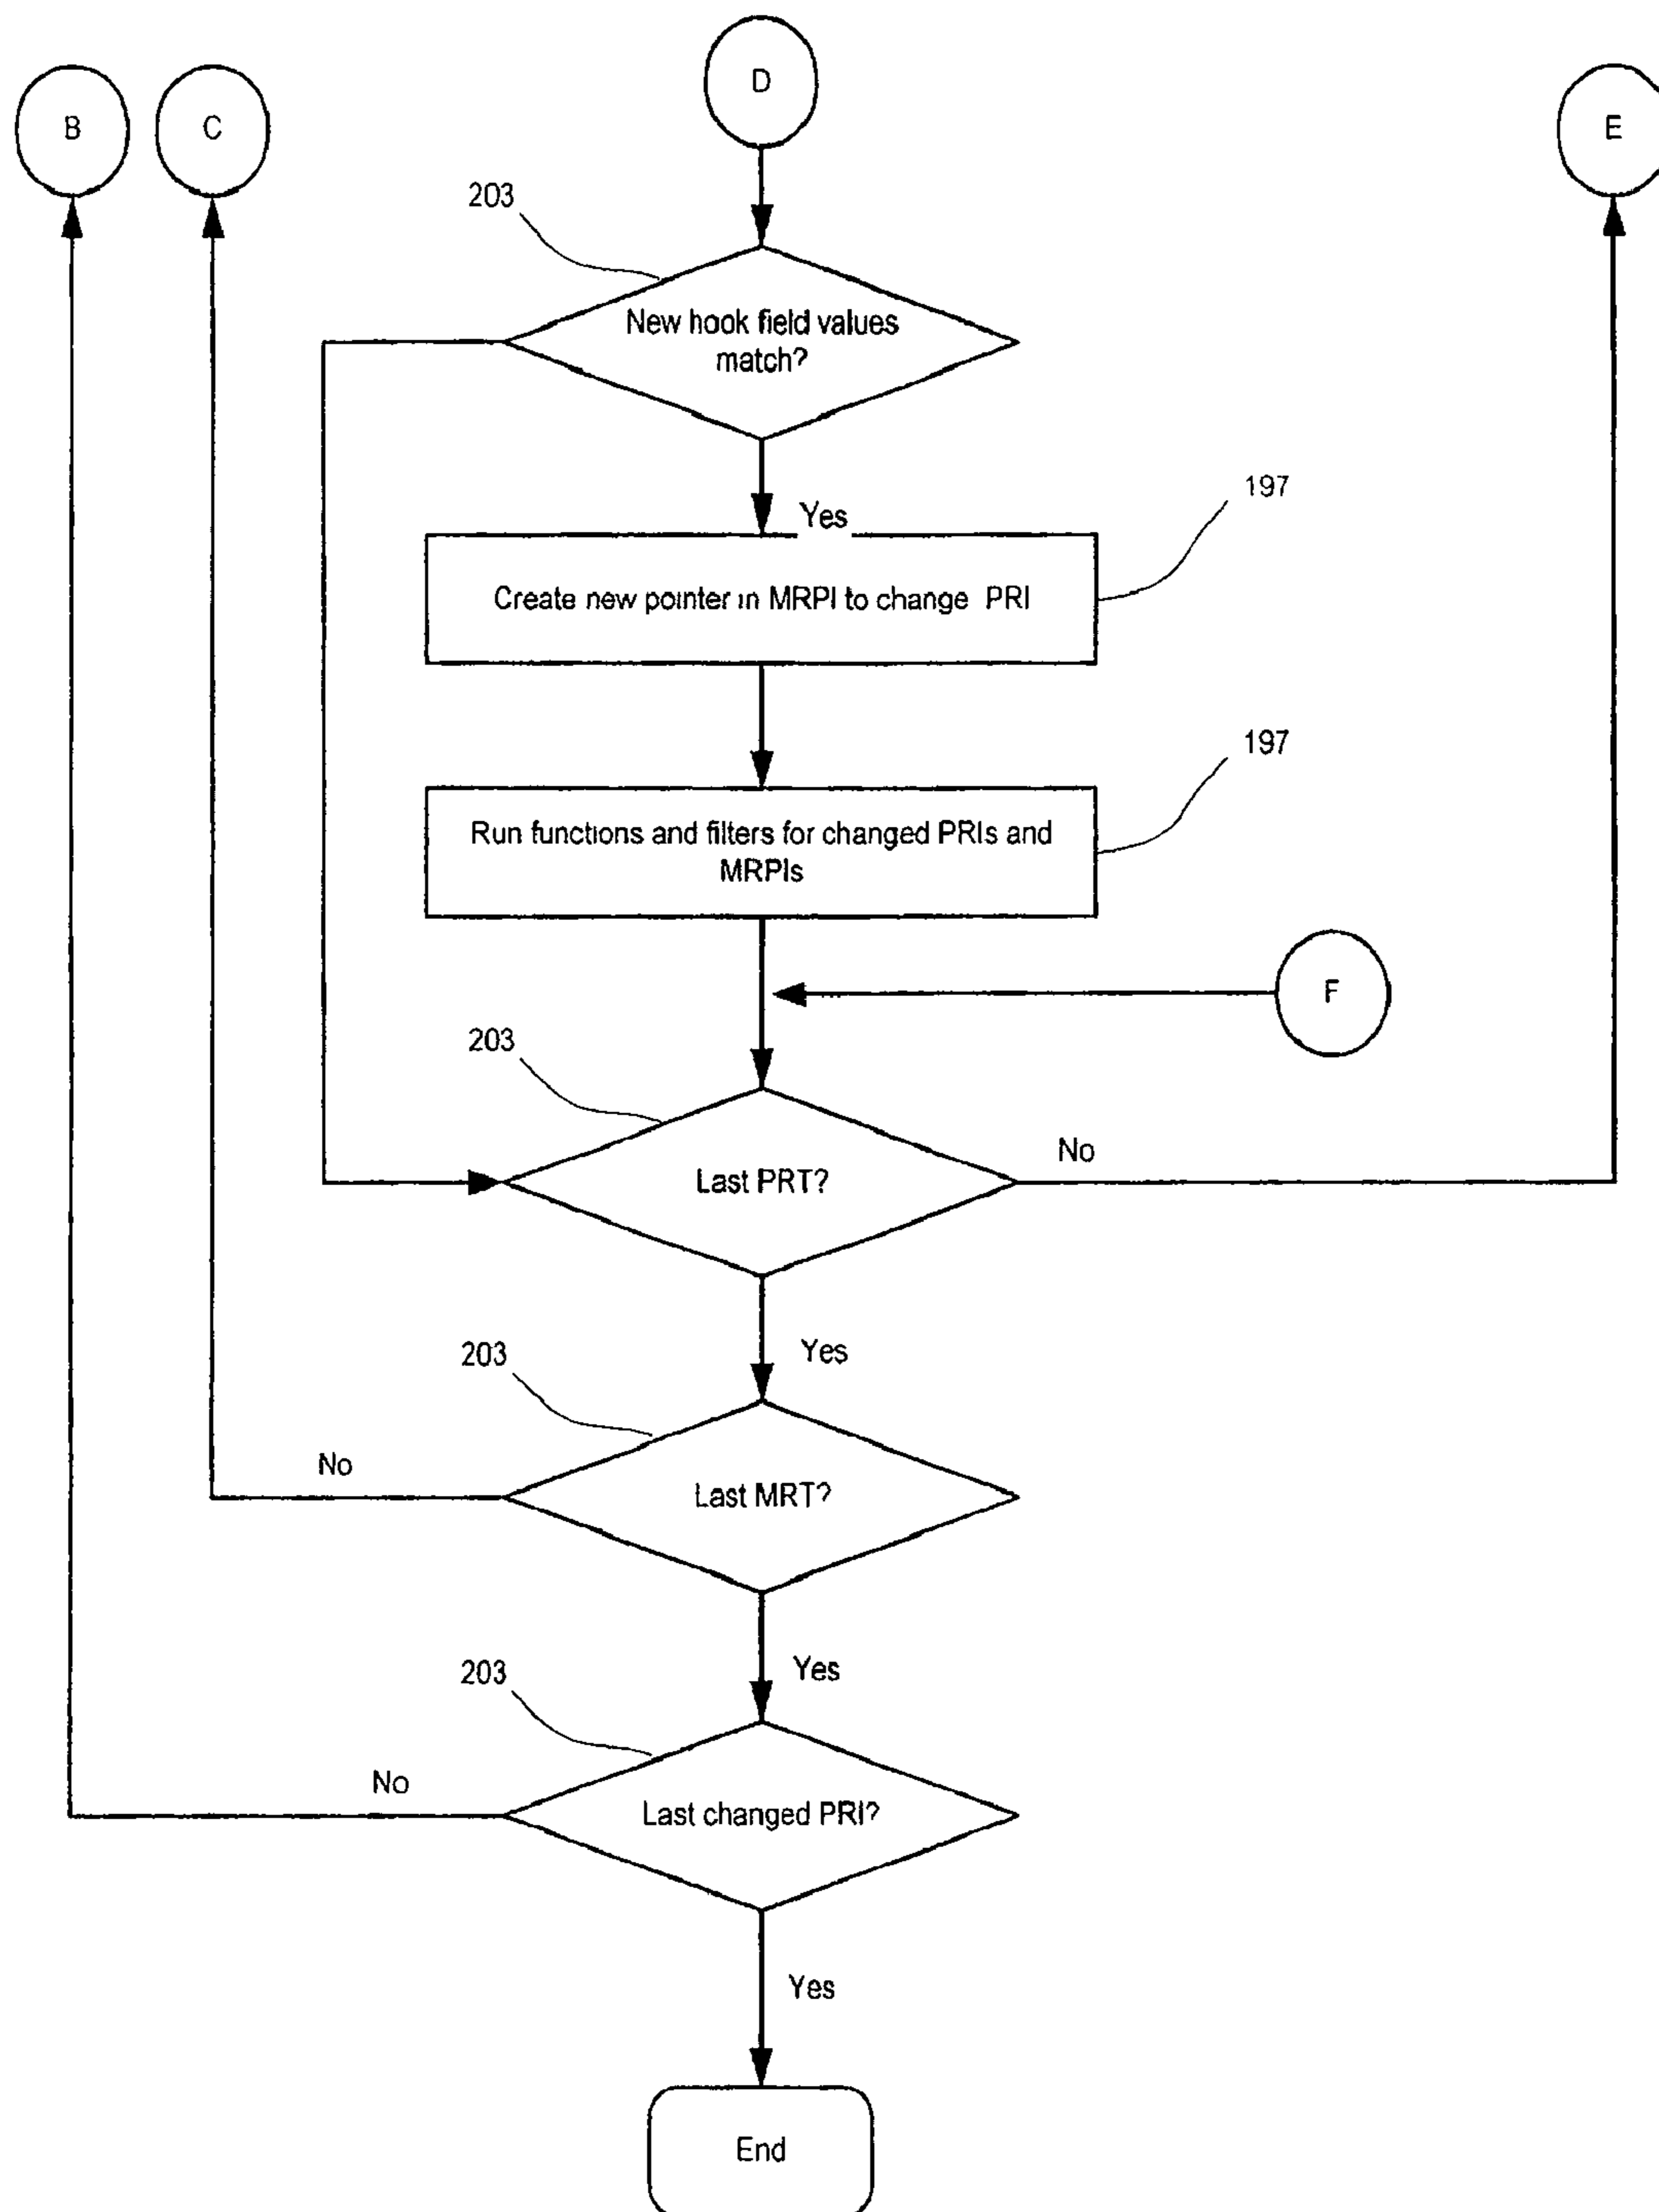 D
B
C
E
203
New hook field values
match?
197
Yes
Create new pointer in MRPI to change PRI
197
Run functions and filters for changed PRIs and
MRPIs
F
203
No
Last PRT?
203
Yes
No
Last MRT?
203
Yes
No
Last changed PRI?
Yes
End